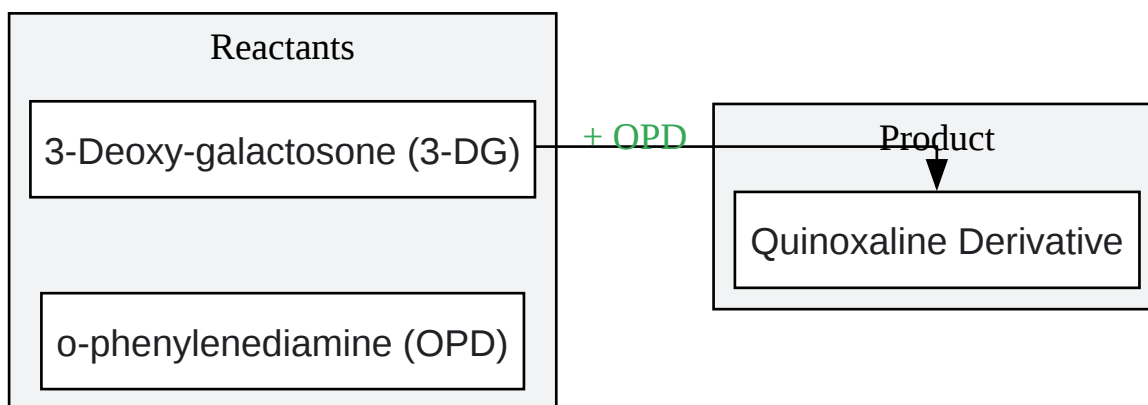 Reactants
3-Deoxy-galactosone (3-DG)
o-phenylenediamine (OPD)
+ OPD
Product
Quinoxaline Derivative